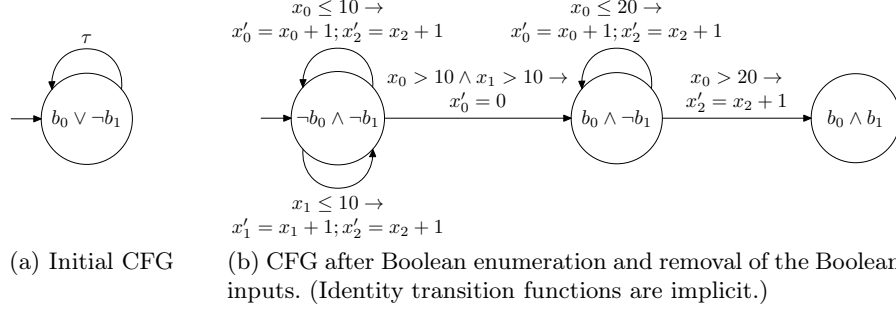 τ
b₀ ∨ ¬b₁
(a) Initial CFG
x₀ ≤ 10 →
x′₀ = x₀ + 1; x′₂ = x₂ + 1
¬b₀ ∧ ¬b₁
x₁ ≤ 10 →
x′₁ = x₁ + 1; x′₂ = x₂ + 1
x₀ > 10 ∧ x₁ > 10 →
x′₀ = 0
x₀ ≤ 20 →
x′₀ = x₀ + 1; x′₂ = x₂ + 1
b₀ ∧ ¬b₁
x₀ > 20 →
x′₂ = x₂ + 1
b₀ ∧ b₁
(b) CFG after Boolean enumeration and removal of the Boolean
inputs. (Identity transition functions are implicit.)